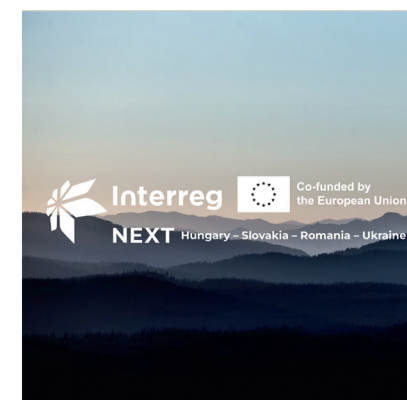 Interreg
Co-funded by
the European Union
NEXT Hungary – Slovakia – Romania – Ukraine